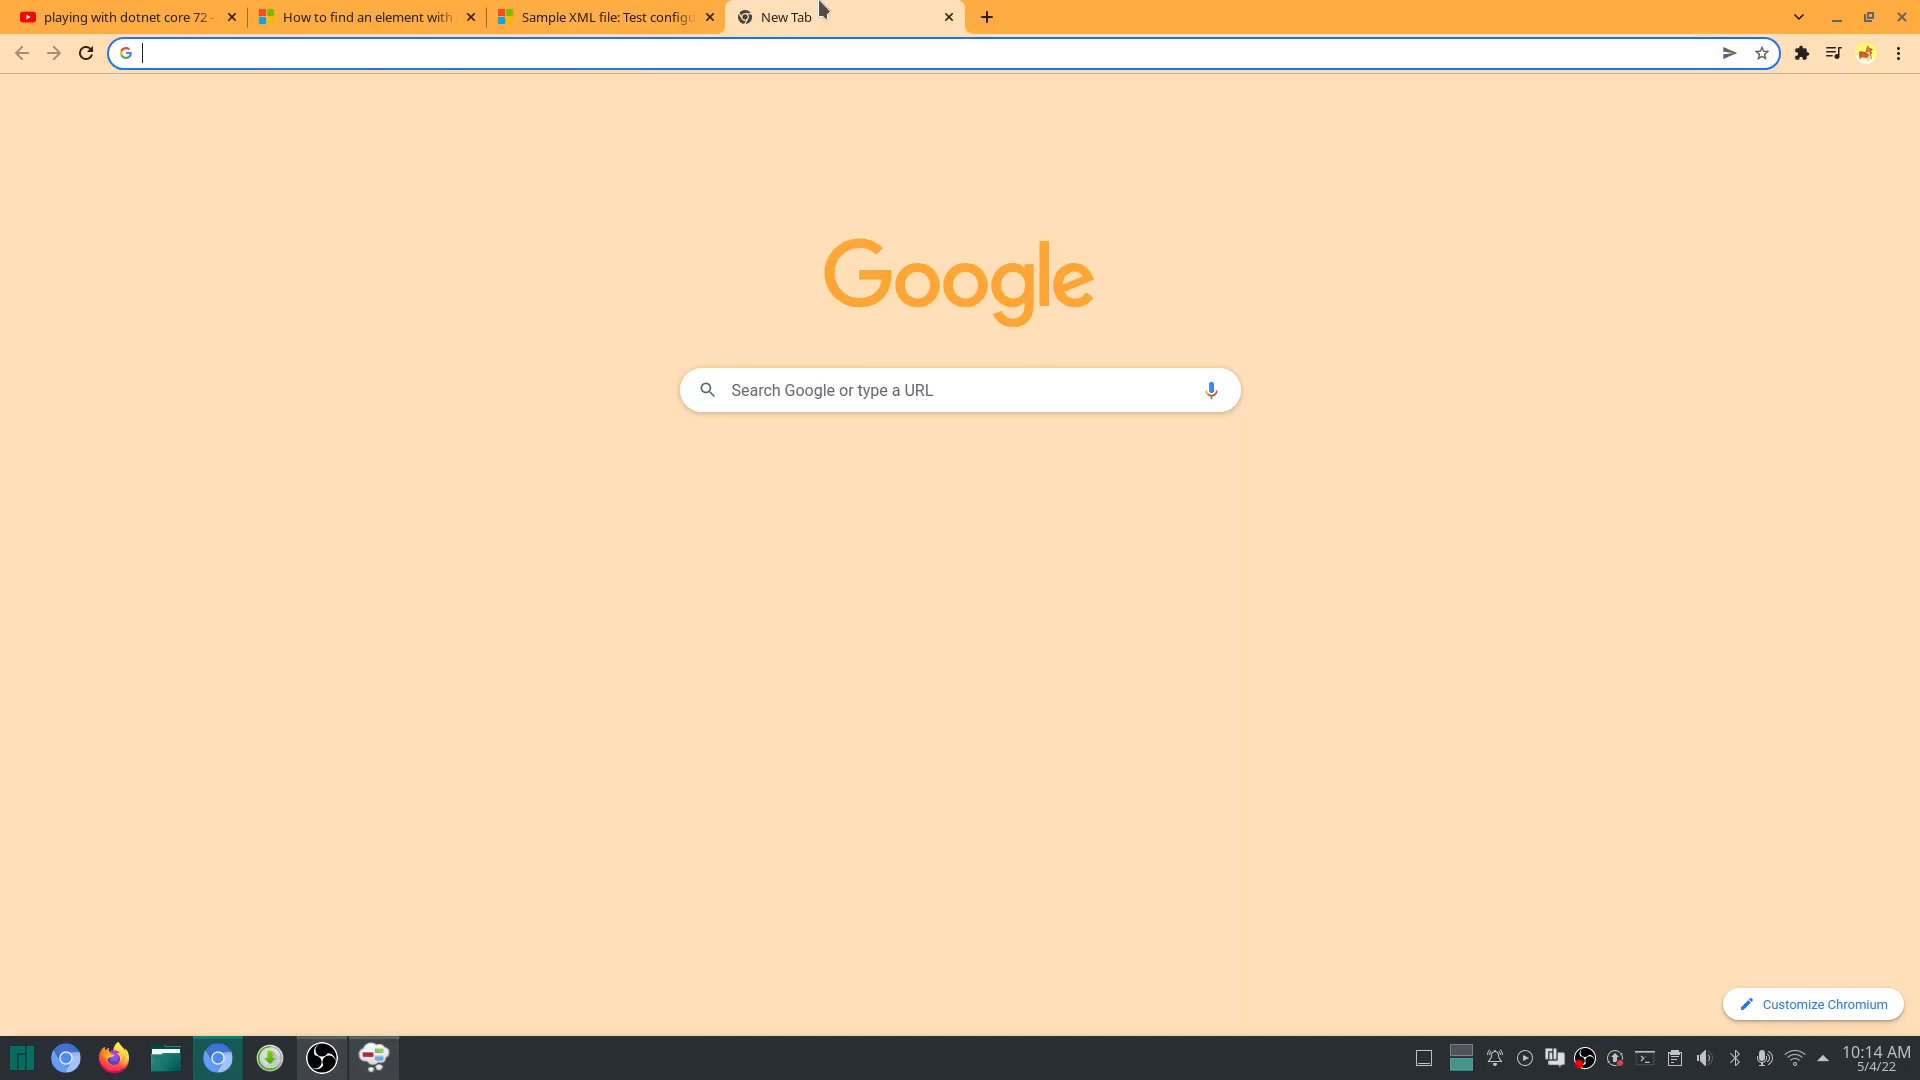 playing with dotnet core 72 -
How to find an element with
Sample XML file: Test configu
New Tab
Google
Search Google or type a URL
Customize Chromium
10:14 AM
5/4/22